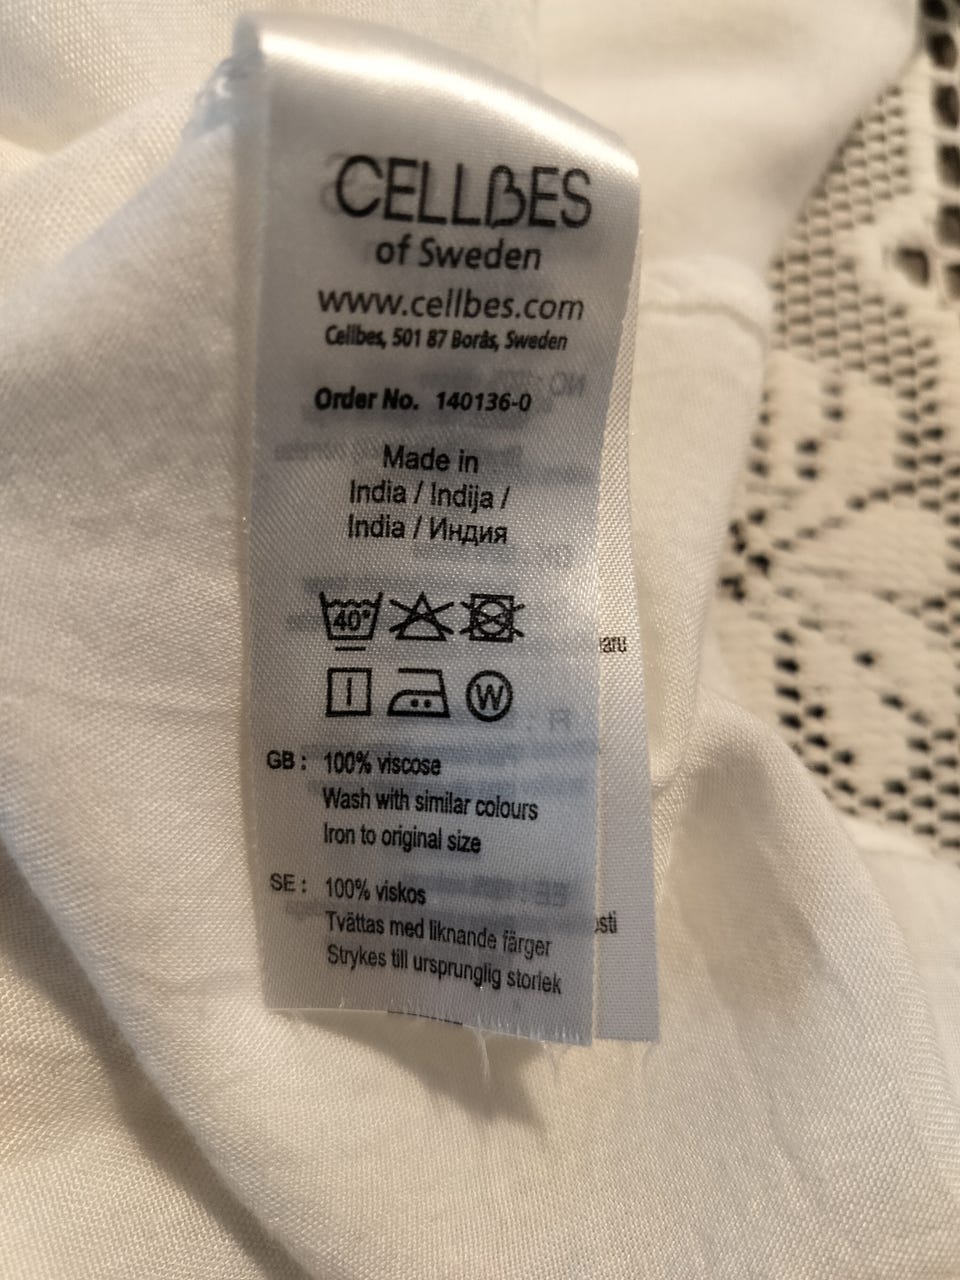 CELLBES
of Sweden
www.cellbes.com
Cellbes, 501 87 Borås, Sweden
Order No. 140136-0
Made in
India / Indija /
India / Индия
40°
W
GB : 100% viscose
Wash with similar colours
Iron to original size
SE : 100% viskos
Tvättas med liknande färger
Strykes till ursprunglig storlek